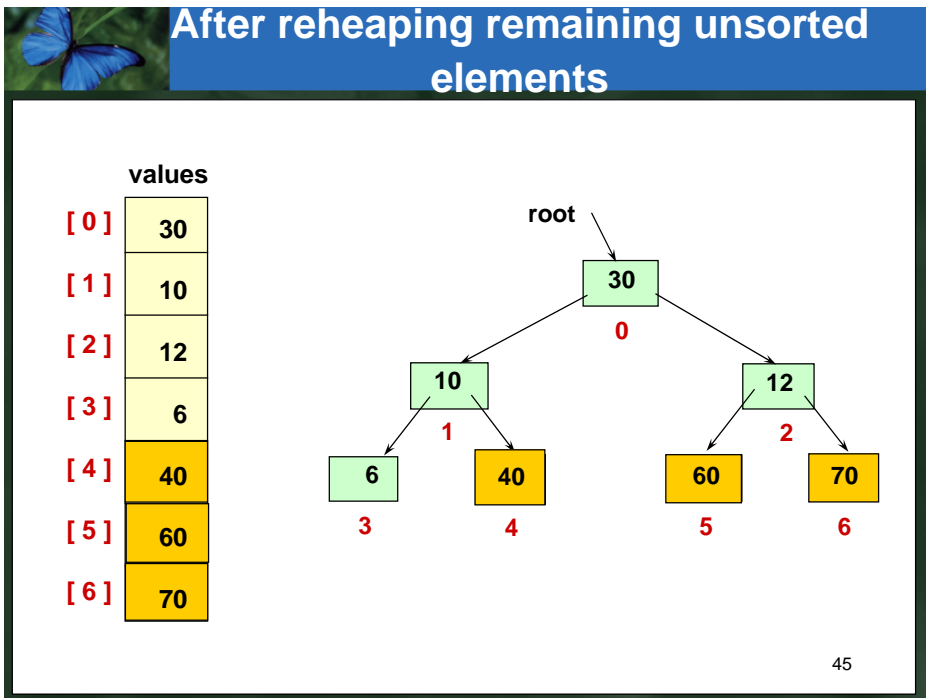 After reheaping remaining unsorted
elements
values
[ 0 ] 30
[ 1 ] 10
[ 2 ] 12
[ 3 ] 6
[ 4 ] 40
[ 5 ] 60
[ 6 ] 70
root
30
0
10 12
1 2
6 40 60 70
3 4 5 6
45